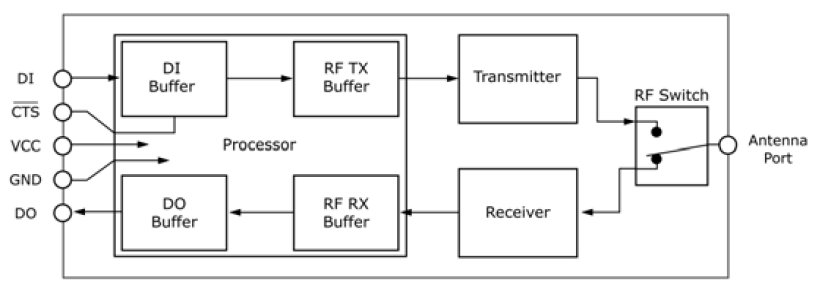 DI
CTS
VCC
GND
DO
DI
Buffer
RF TX
Buffer
Processor
DO
Buffer
RF RX
Buffer
Transmitter
Receiver
RF Switch
Antenna
Port